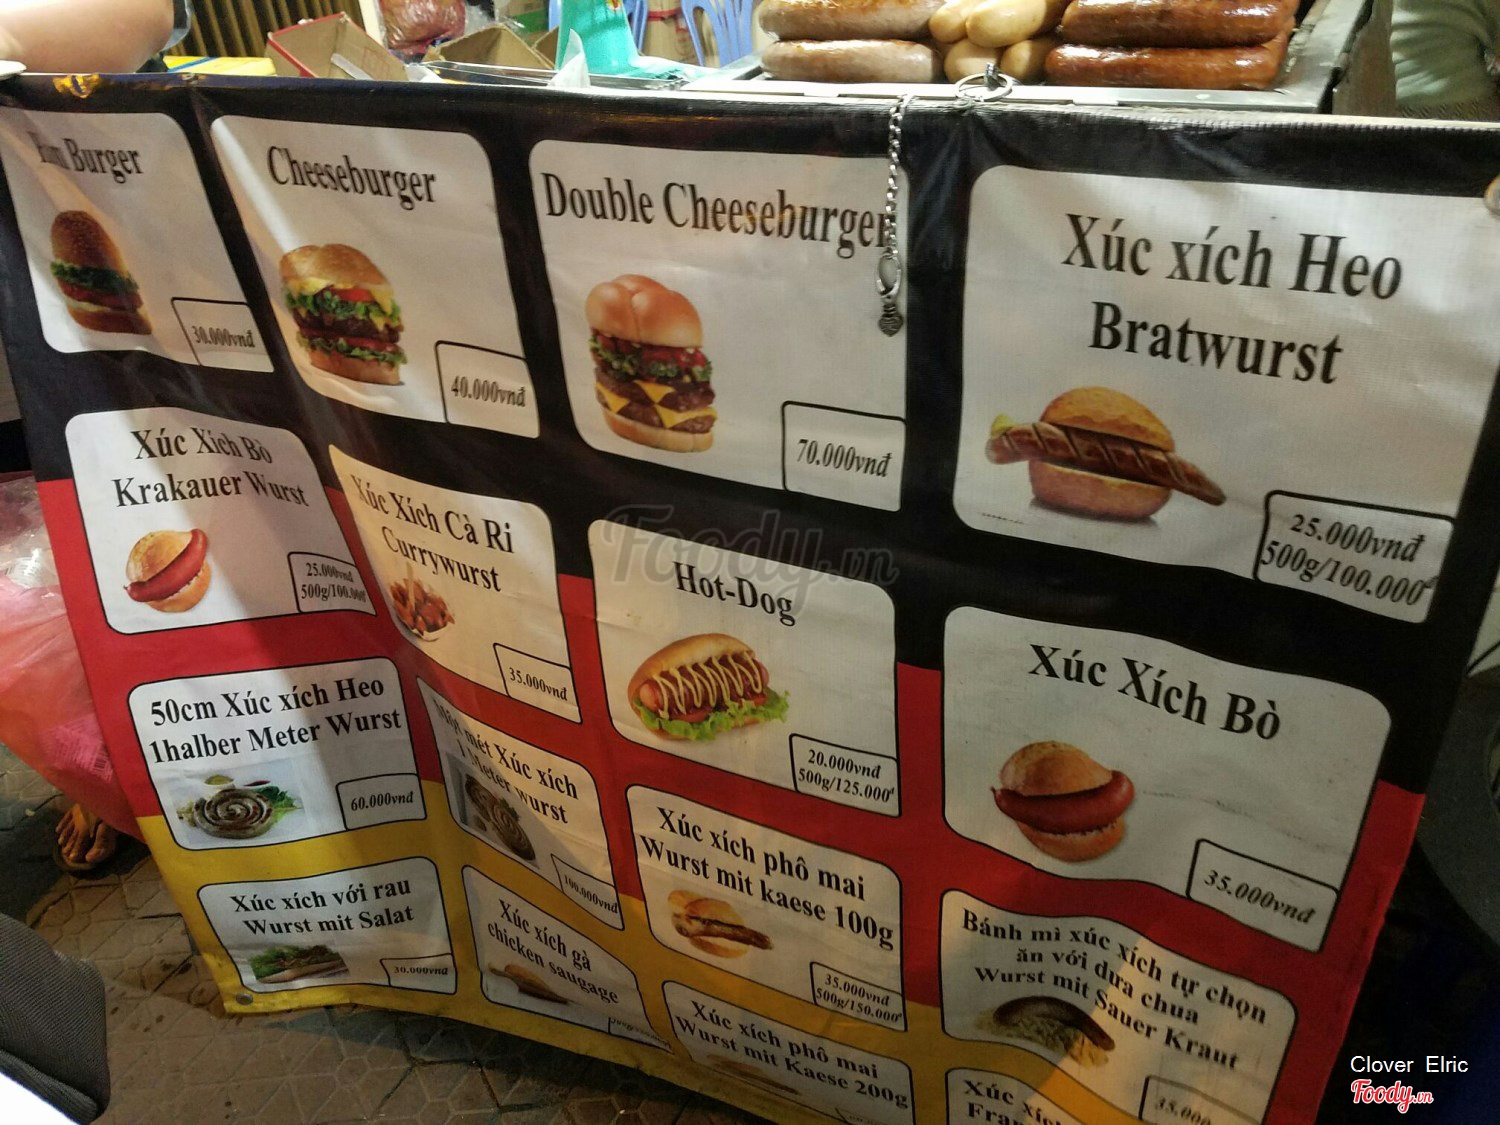 Burger
30.000vnđ
Cheeseburger
40.000vnđ
Double Cheeseburger
70.000vnđ
Xúc xích Heo
Bratwurst
25.000vnđ
500g/100.000đ
Xúc Xích Bò
Krakauer Wurst
25.000vnđ
500g/100.000đ
Xúc Xích Cà Ri
Currywurst
35.000vnđ
Hot-Dog
20.000vnđ
500g/125.000đ
Xúc Xích Bò
35.000vnđ
50cm Xúc xích Heo
1halber Meter Wurst
60.000vnđ
mét Xúc xích
1 Meter wurst
100.000vnđ
Xúc xích phô mai
Wurst mit kaese 100g
35.000vnđ
500g/150.000đ
Bánh mì xúc xích tự chọn
ăn với dưa chua
Wurst mit Sauer Kraut
35.000
Xúc xích với rau
Wurst mit Salat
30.000vnđ
Xúc xích gà
chicken saugage
Xúc xích phô mai
Wurst mit Kaese 200g
Xúc
Foody.vn
Clover Elric
Foody.vn